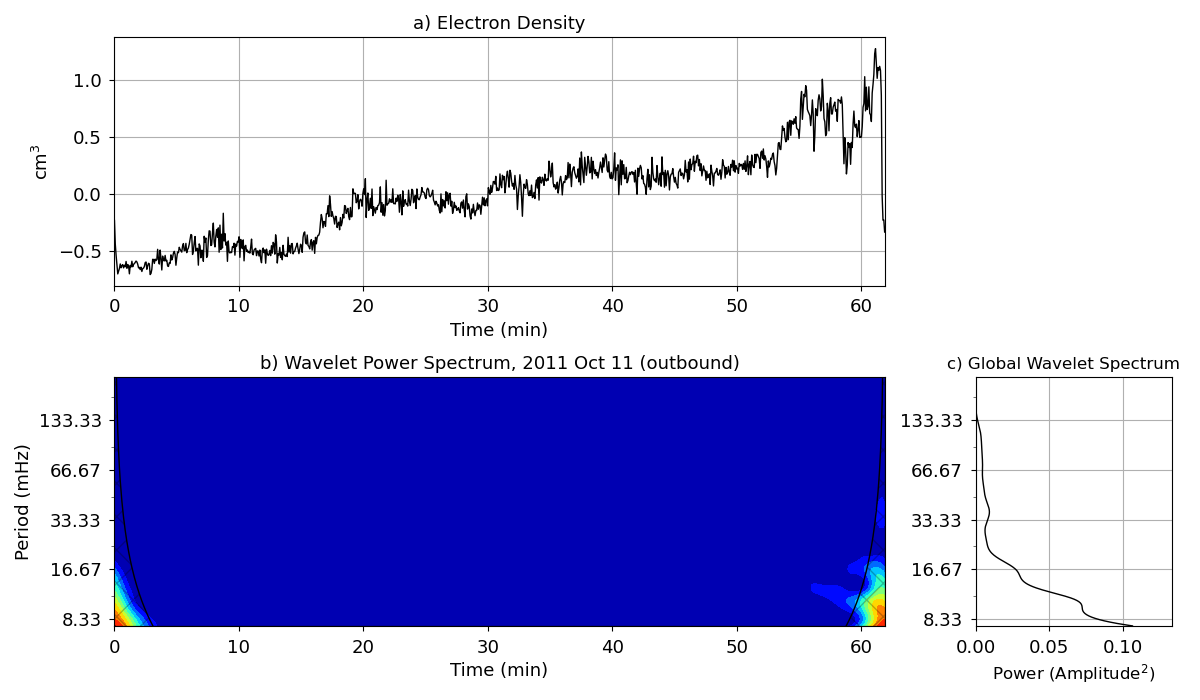 a) Electron Density
cm³
1.0
0.5
0.0
−0.5
0 10 20 30 40 50 60
Time (min)
b) Wavelet Power Spectrum, 2011 Oct 11 (outbound)
Period (mHz)
133.33
66.67
33.33
16.67
8.33
0 10 20 30 40 50 60
Time (min)
c) Global Wavelet Spectrum
133.33
66.67
33.33
16.67
8.33
0.00 0.05 0.10
Power (Amplitude²)